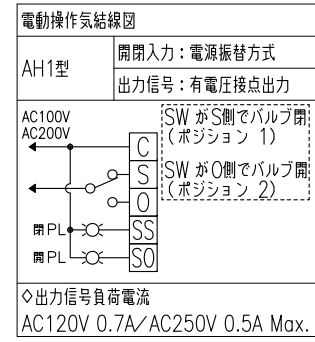 電動操作気結線図
AH1型
開閉入力：電源振替方式
出力信号：有電圧接点出力
AC100V
AC200V
C
S
O
SS
SO
閉PL
開PL
SW がS側でバルブ閉
(ポジション 1)
SW がO側でバルブ開
(ポジション 2)
◇出力信号負荷電流
AC120V 0.7A/AC250V 0.5A Max.